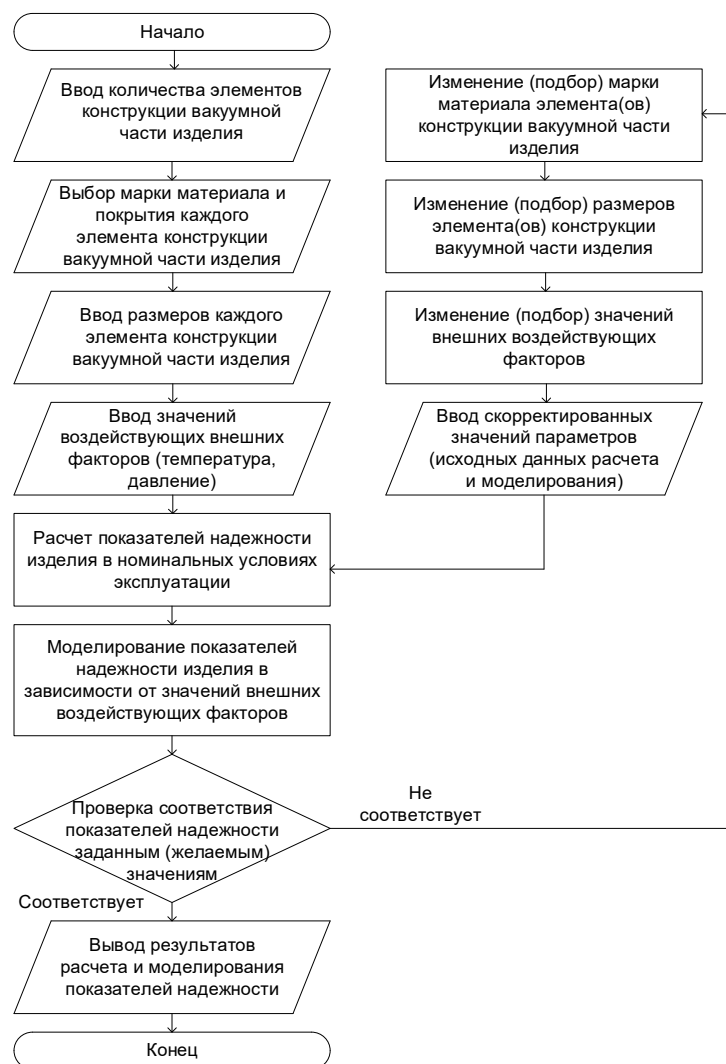 Начало
Ввод количества элементов
конструкции вакуумной
части изделия
Выбор марки материала и
покрытия каждого
элемента конструкции
вакуумной части изделия
Ввод размеров каждого
элемента конструкции
вакуумной части изделия
Ввод значений
воздействующих внешних
факторов (температура,
давление)
Расчет показателей надежности
изделия в номинальных условиях
эксплуатации
Моделирование показателей
надежности изделия в
зависимости от значений внешних
воздействующих факторов
Проверка соответствия
показателей надежности
заданным (желаемым)
значениям
Не
соответствует
Соответствует
Вывод результатов
расчета и моделирования
показателей надежности
Конец
Изменение (подбор) марки
материала элемента(ов)
конструкции вакуумной части
изделия
Изменение (подбор) размеров
элемента(ов) конструкции
вакуумной части изделия
Изменение (подбор) значений
внешних воздействующих
факторов
Ввод скорректированных
значений параметров
(исходных данных расчета
и моделирования)